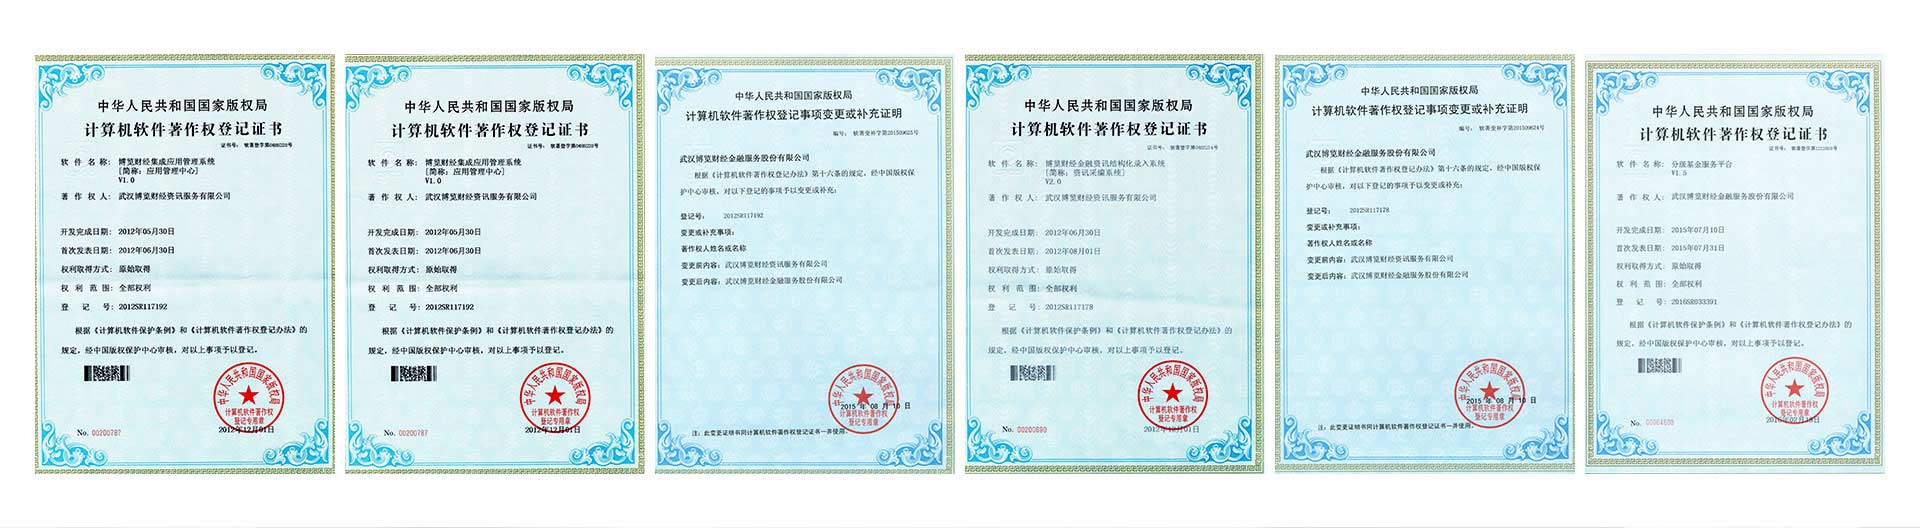 中华人民共和国国家版权局
计算机软件著作权登记证书
证书号： 软著登字第0480228号
软 件 名 称： 博览财经集成应用管理系统
[简称：应用管理中心]
V1.0
著 作 权 人： 武汉博览财经资讯服务有限公司
开发完成日期： 2012年05月30日
首次发表日期： 2012年06月30日
权利取得方式： 原始取得
权 利 范 围： 全部权利
登 记 号： 2012SR117192
根据《计算机软件保护条例》和《计算机软件著作权登记办法》的
规定，经中国版权保护中心审核，对以上事项予以登记。
中华人民共和国国家版权局
计算机软件著作权
登记专用章
2012年12月01日
No. 00200787
中华人民共和国国家版权局
计算机软件著作权登记证书
证书号： 软著登字第0480228号
软 件 名 称： 博览财经集成应用管理系统
[简称：应用管理中心]
V1.0
著 作 权 人： 武汉博览财经资讯服务有限公司
开发完成日期： 2012年05月30日
首次发表日期： 2012年06月30日
权利取得方式： 原始取得
权 利 范 围： 全部权利
登 记 号： 2012SR117192
根据《计算机软件保护条例》和《计算机软件著作权登记办法》的
规定，经中国版权保护中心审核，对以上事项予以登记。
中华人民共和国国家版权局
计算机软件著作权
登记专用章
2012年12月01日
No. 00200787
中华人民共和国国家版权局
计算机软件著作权登记事项变更或补充证明
编号： 软著变补字第201509625号
武汉博览财经金融服务股份有限公司
根据《计算机软件著作权登记办法》第十六条的规定，经中国版权保
护中心审核，对以下登记的事项予以变更或补充：
登记号： 2012SR117192
变更或补充事项：
著作权人姓名或名称
变更前内容：武汉博览财经资讯服务有限公司
变更后内容：武汉博览财经金融服务股份有限公司
中华人民共和国国家版权局
2015 年 08 月 10 日
计算机软件著作权
登记专用章
注：此变更证明书同计算机软件著作权登记证书一并使用。
中华人民共和国国家版权局
计算机软件著作权登记证书
软 件 名 称： 博览财经金融资讯结构化录入系统
[简称：资讯采编系统]
V2.0
著 作 权 人： 武汉博览财经资讯服务有限公司
开发完成日期： 2012年06月30日
首次发表日期： 2012年08月01日
权利取得方式： 原始取得
权 利 范 围： 全部权利
登 记 号： 2012SR117178
根据《计算机软件保护条例》和《计算机软件著作权登记办法》的
规定，经中国版权保护中心审核，对以上事项予以登记。
中华人民共和国国家版权局
计算机软件著作权
登记专用章
2012年12月01日
No. 00200690
中华人民共和国国家版权局
计算机软件著作权登记事项变更或补充证明
编号： 软著变补字第201509624号
武汉博览财经金融服务股份有限公司
根据《计算机软件著作权登记办法》第十六条的规定，经中国版权保
护中心审核，对以下登记的事项予以变更或补充：
登记号： 2012SR117178
变更或补充事项：
著作权人姓名或名称
变更前内容：武汉博览财经资讯服务有限公司
变更后内容：武汉博览财经金融服务股份有限公司
中华人民共和国国家版权局
2015 年 08 月 10 日
计算机软件著作权
登记专用章
注：此变更证明书同计算机软件著作权登记证书一并使用。
中华人民共和国国家版权局
计算机软件著作权登记证书
软 件 名 称： 分级基金服务平台
V1.5
著 作 权 人： 武汉博览财经金融服务股份有限公司
开发完成日期： 2015年07月10日
首次发表日期： 2015年07月31日
权利取得方式： 原始取得
权 利 范 围： 全部权利
登 记 号： 2016SR033391
根据《计算机软件保护条例》和《计算机软件著作权登记办法》的
规定，经中国版权保护中心审核，对以上事项予以登记。
中华人民共和国国家版权局
计算机软件著作权
登记专用章
No.